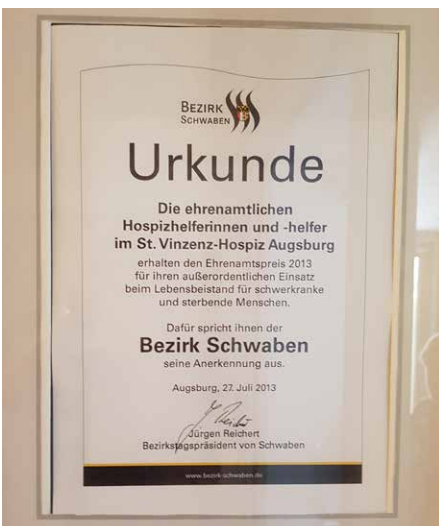 BEZIRK
SCHWABEN
Urkunde
Die ehrenamtlichen
Hospizhelferinnen und -helfer
im St. Vinzenz-Hospiz Augsburg
erhalten den Ehrenamtspreis 2013
für ihren außerordentlichen Einsatz
beim Lebensbeistand für schwerkranke
und sterbende Menschen.
Dafür spricht ihnen der
Bezirk Schwaben
seine Anerkennung aus.
Augsburg, 27. Juli 2013
Jürgen Reichert
Bezirkstagspräsident von Schwaben
www.bezirk-schwaben.de